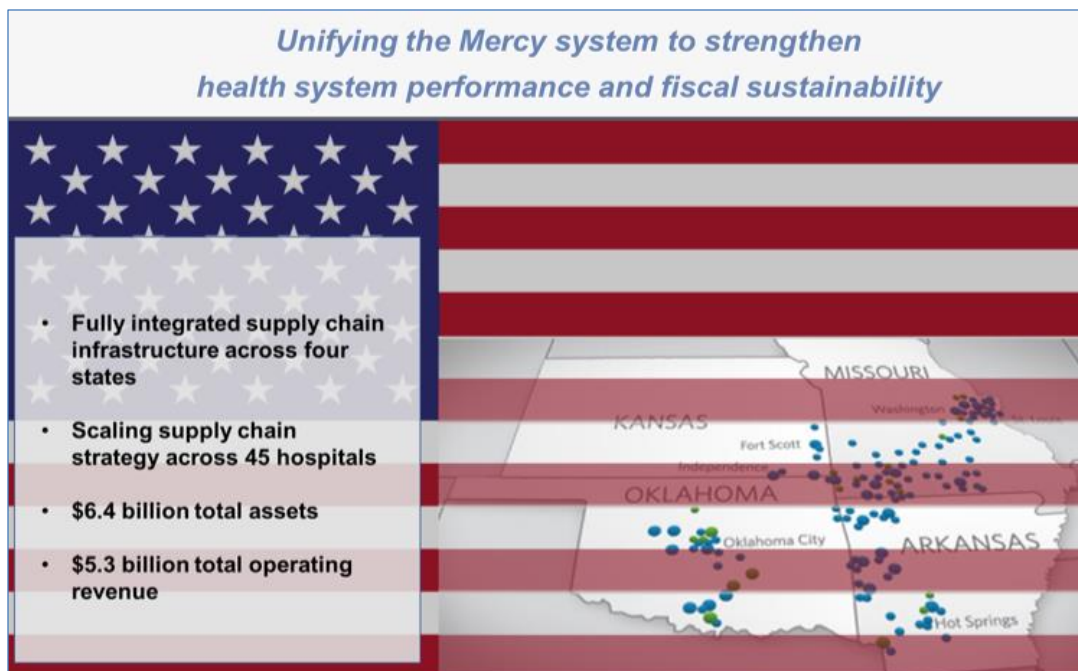 Unifying the Mercy system to strengthen
health system performance and fiscal sustainability
• Fully integrated supply chain
infrastructure across four
states
• Scaling supply chain
strategy across 45 hospitals
• $6.4 billion total assets
• $5.3 billion total operating
revenue
MISSOURI
Washington
St. Louis
KANSAS
Fort Scott
Independence
OKLAHOMA
Oklahoma City
ARKANSAS
Hot Springs